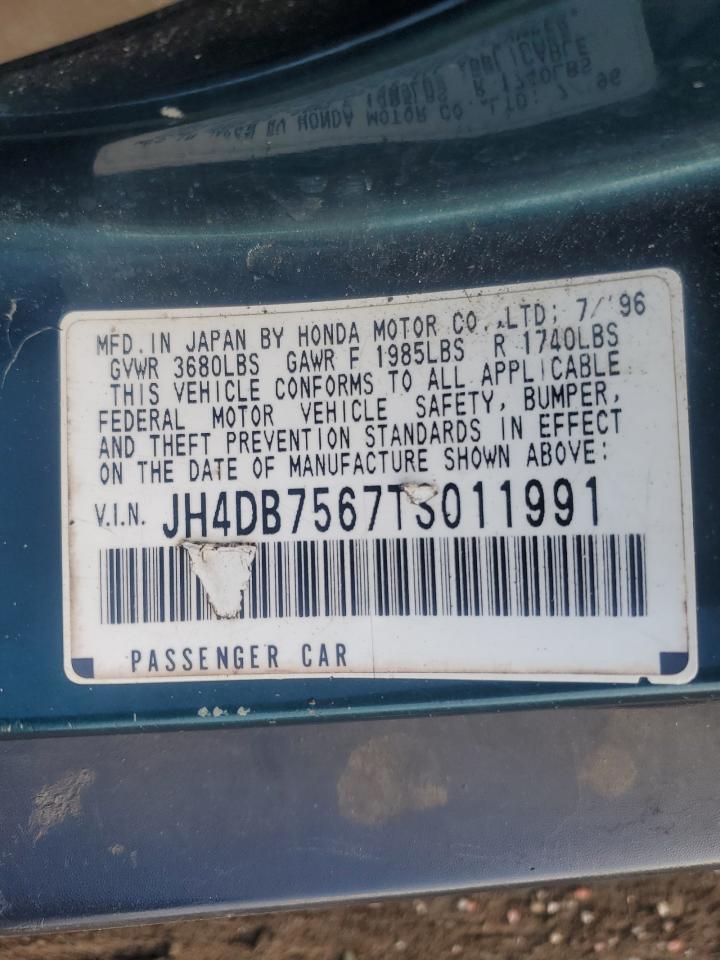 MFD. IN JAPAN BY HONDA MOTOR CO.,LTD; 7/'96
GVWR 3680LBS GAWR F 1985LBS R 1740LBS
THIS VEHICLE CONFORMS TO ALL APPLICABLE
FEDERAL MOTOR VEHICLE SAFETY, BUMPER,
AND THEFT PREVENTION STANDARDS IN EFFECT
ON THE DATE OF MANUFACTURE SHOWN ABOVE:
V.I.N. JH4DB7567TS011991
PASSENGER CAR